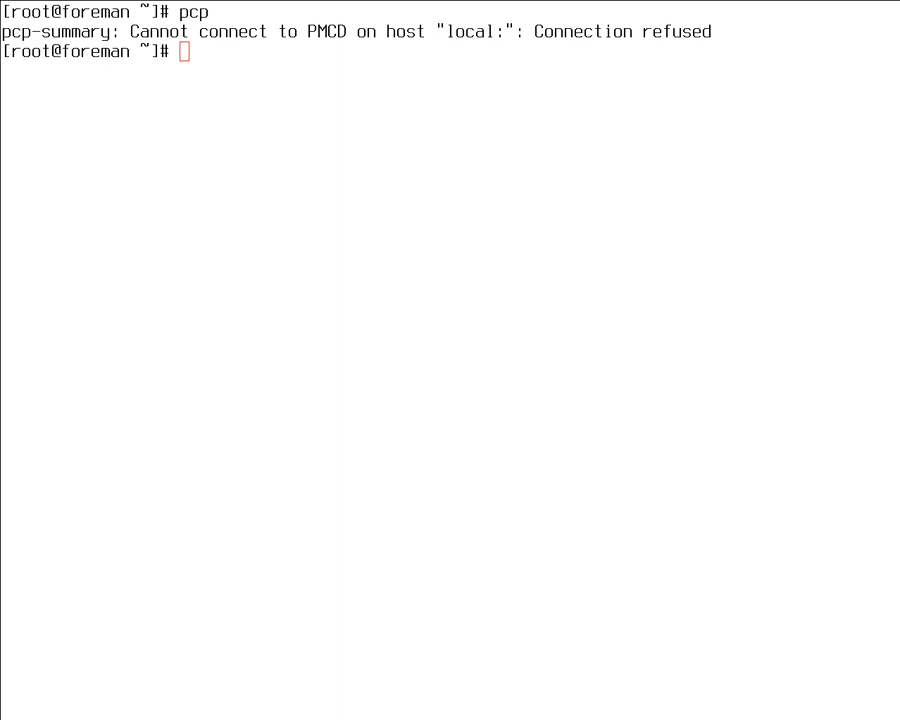 [root@foreman ~]# pcp
pcp-summary: Cannot connect to PMCD on host "local:": Connection refused
[root@foreman ~]#